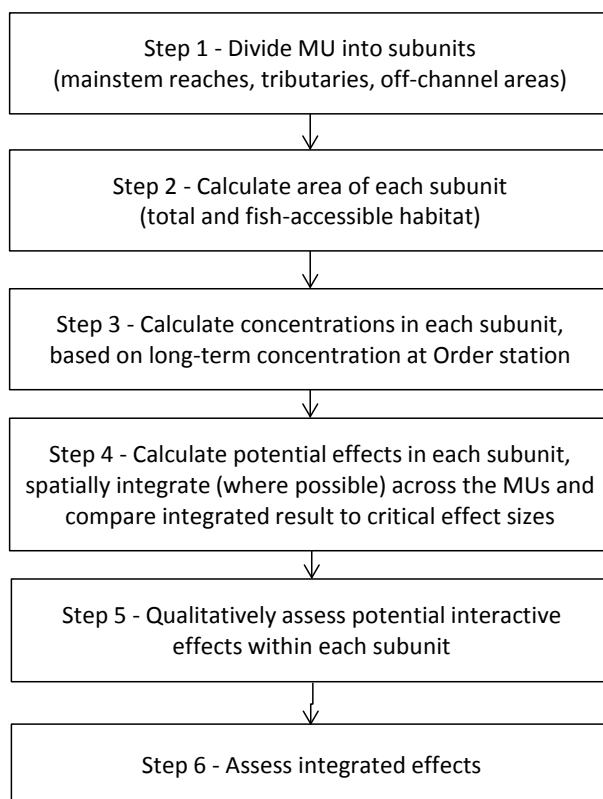 Step 1 - Divide MU into subunits
(mainstem reaches, tributaries, off-channel areas)
Step 2 - Calculate area of each subunit
(total and fish-accessible habitat)
Step 3 - Calculate concentrations in each subunit,
based on long-term concentration at Order station
Step 4 - Calculate potential effects in each subunit,
spatially integrate (where possible) across the MUs and
compare integrated result to critical effect sizes
Step 5 - Qualitatively assess potential interactive
effects within each subunit
Step 6 - Assess integrated effects